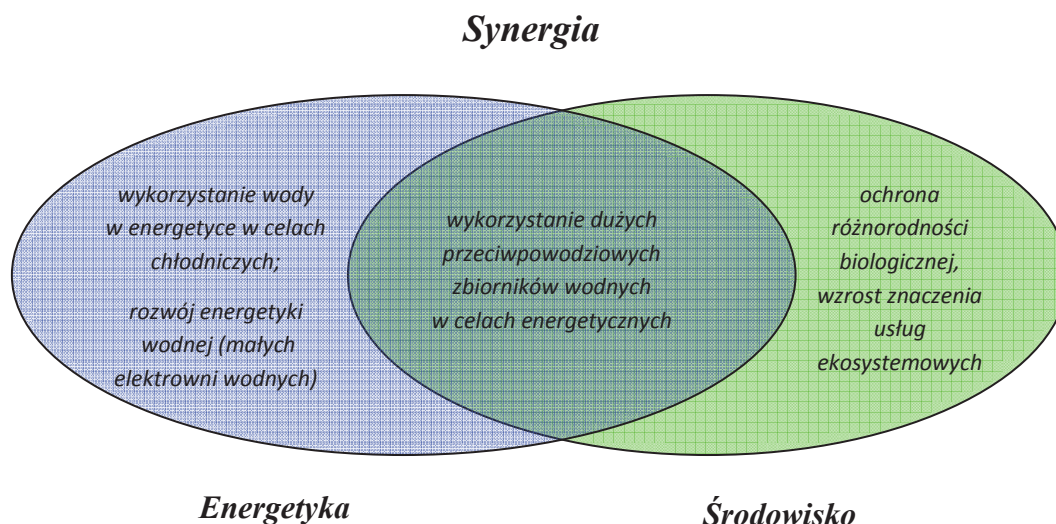 Synergia
wykorzystanie wody
w energetyce w celach
chłodniczych;
rozwój energetyki
wodnej (małych
elektrowni wodnych)
wykorzystanie dużych
przeciwpowodziowych
zbiorników wodnych
w celach energetycznych
ochrona
różnorodności
biologicznej,
wzrost znaczenia
usług
ekosystemowych
Energetyka
Środowisko